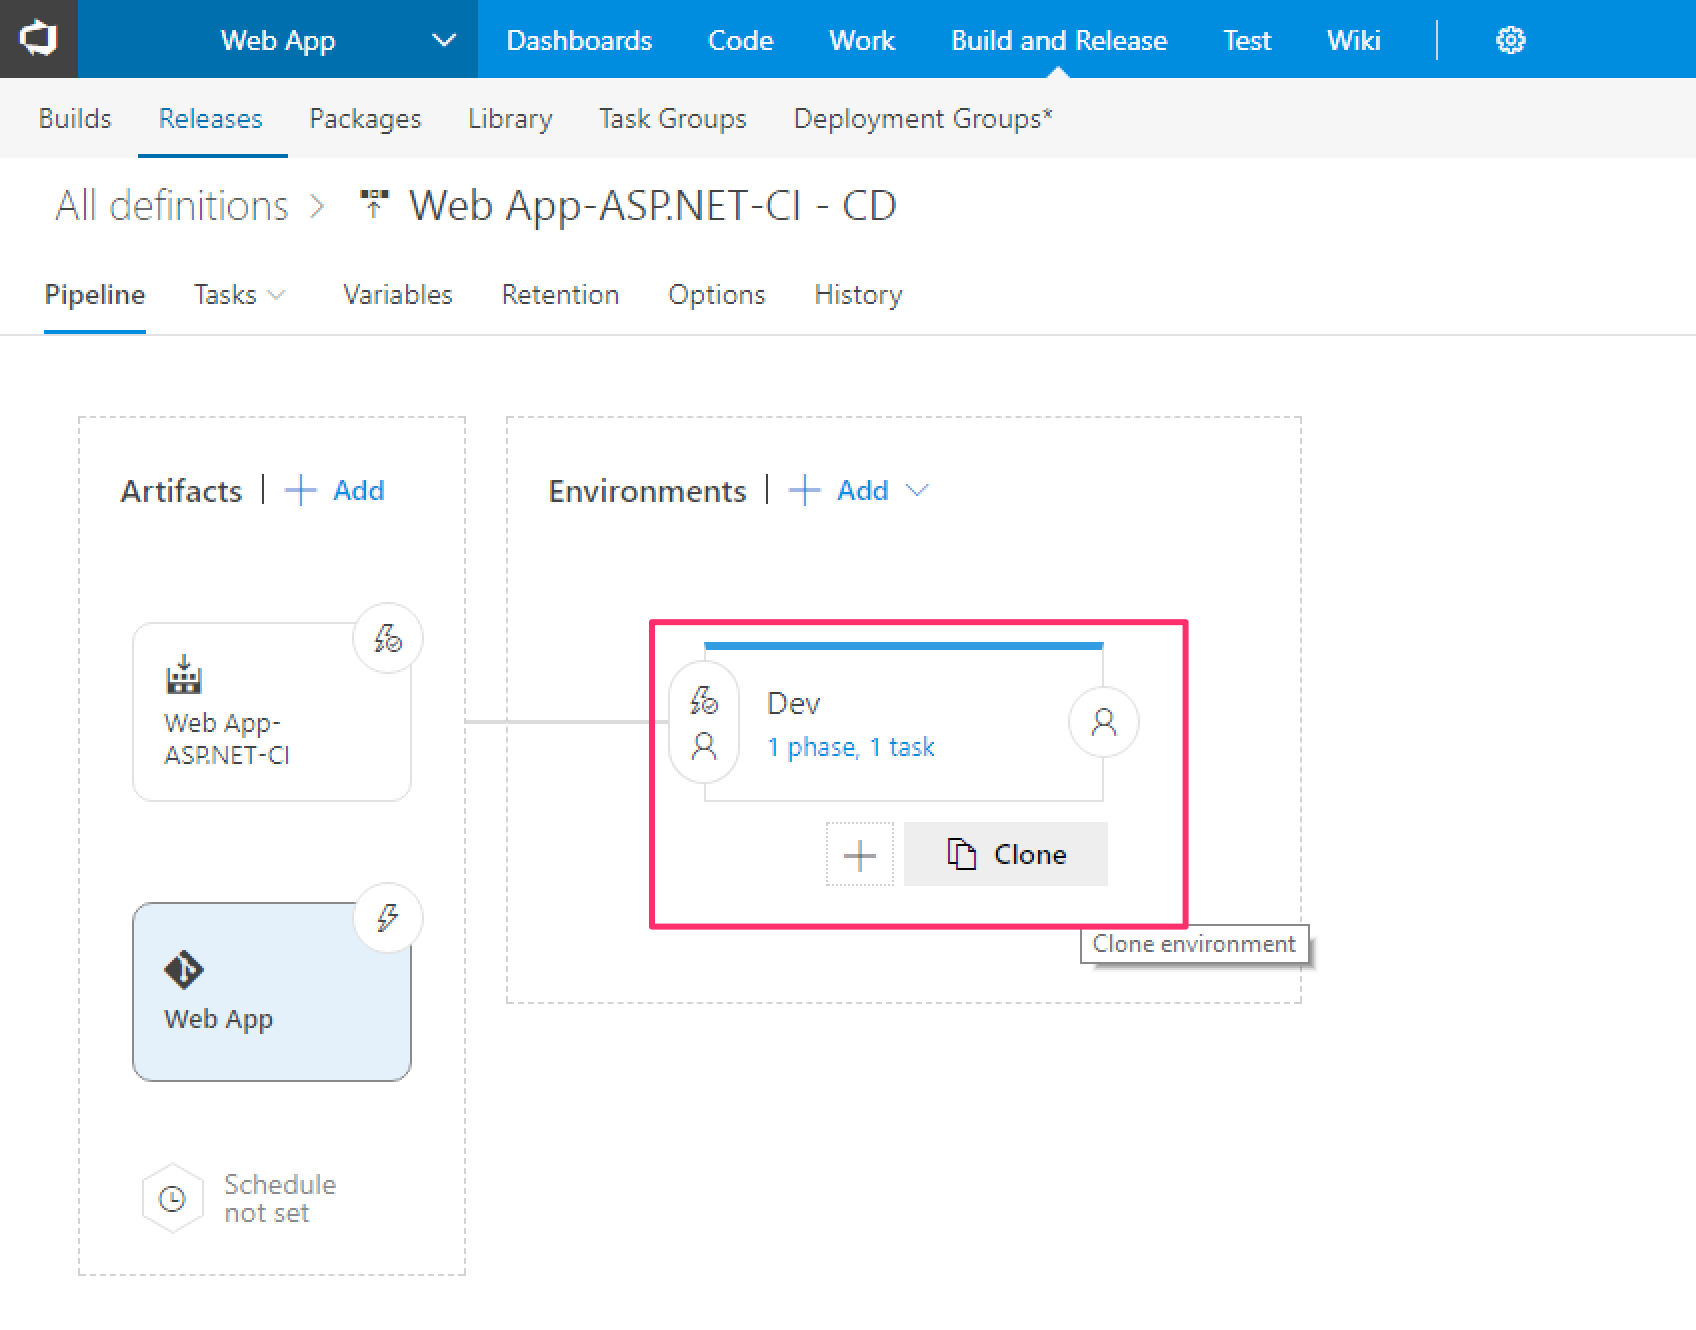 Web App
Dashboards Code Work Build and Release Test Wiki
Builds Releases Packages Library Task Groups Deployment Groups*
All definitions > Web App-ASP.NET-CI - CD
Pipeline Tasks Variables Retention Options History
Artifacts | + Add
Environments | + Add
Web App-
ASP.NET-CI
Dev
1 phase, 1 task
+ Clone
Clone environment
Web App
Schedule
not set